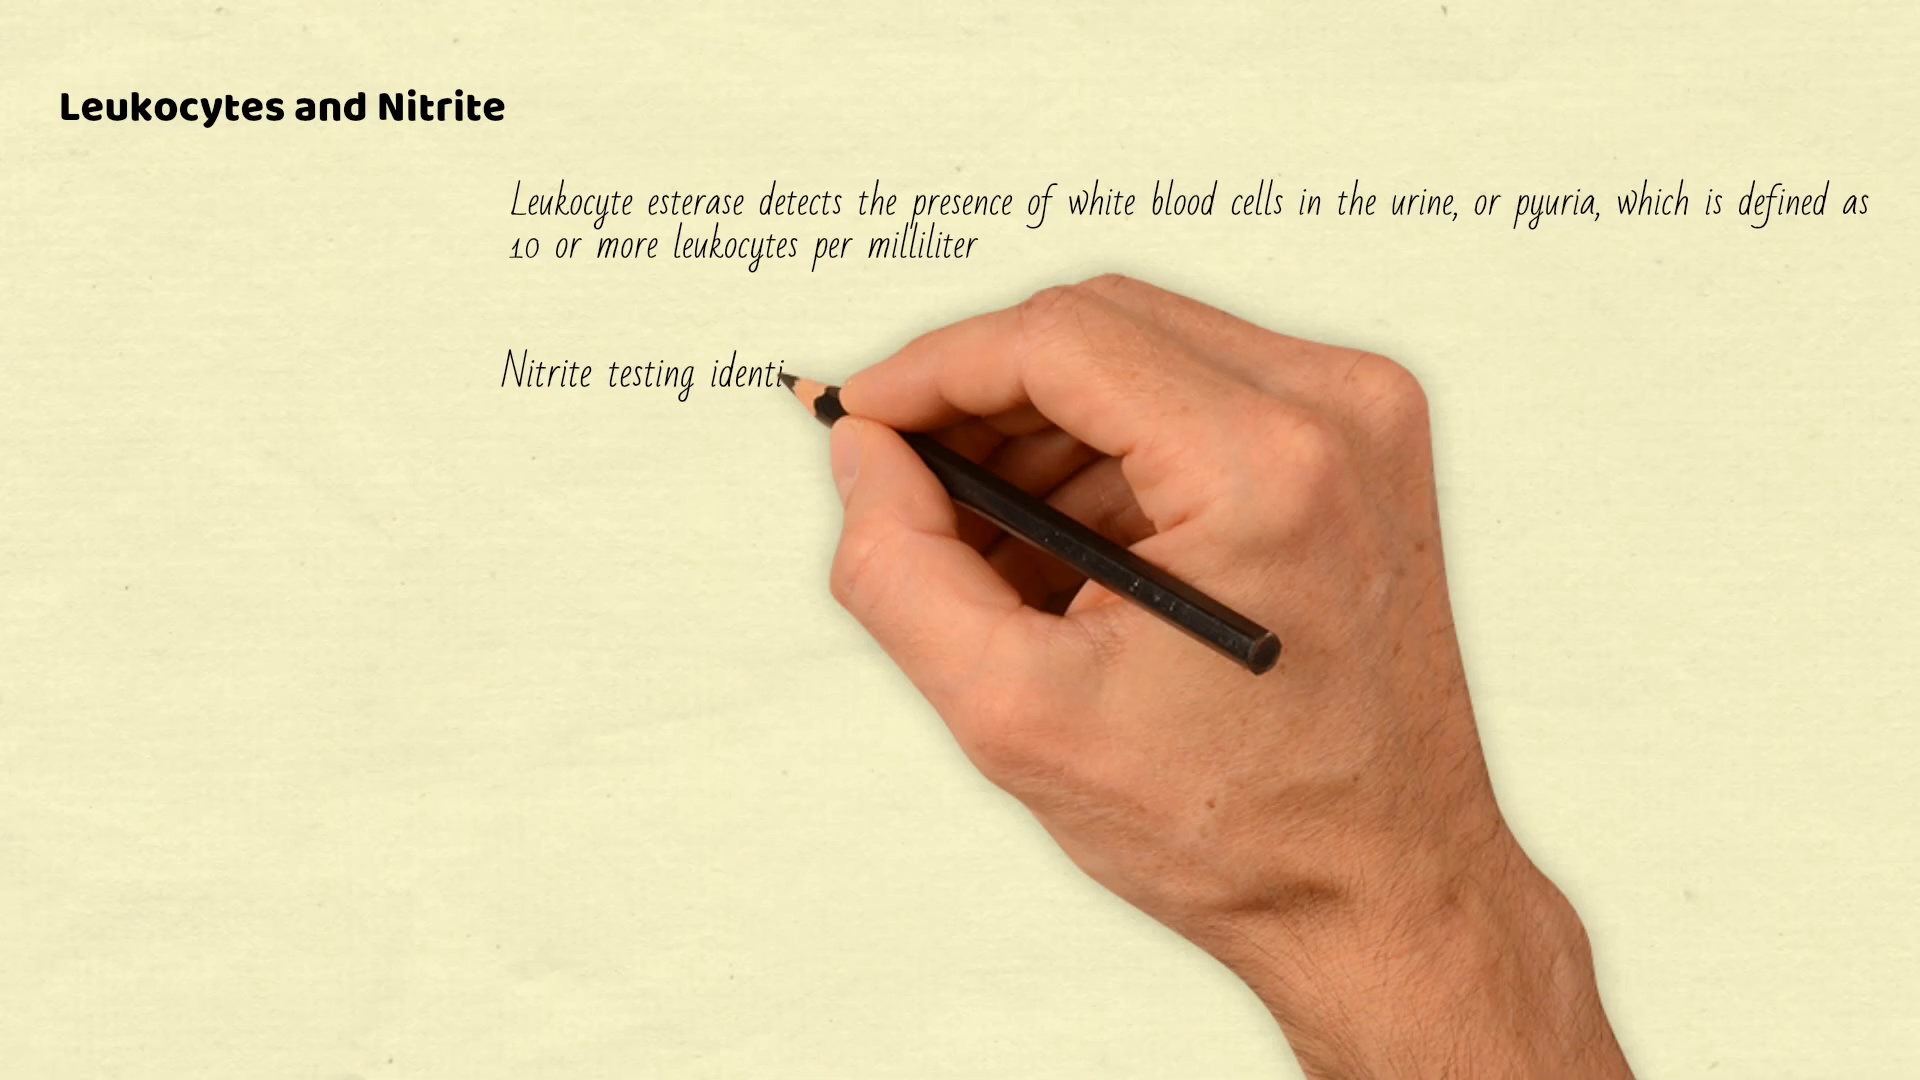 Leukocytes and Nitrite
Leukocyte esterase detects the presence of white blood cells in the urine, or pyuria, which is defined as
10 or more leukocytes per milliliter
Nitrite testing identi